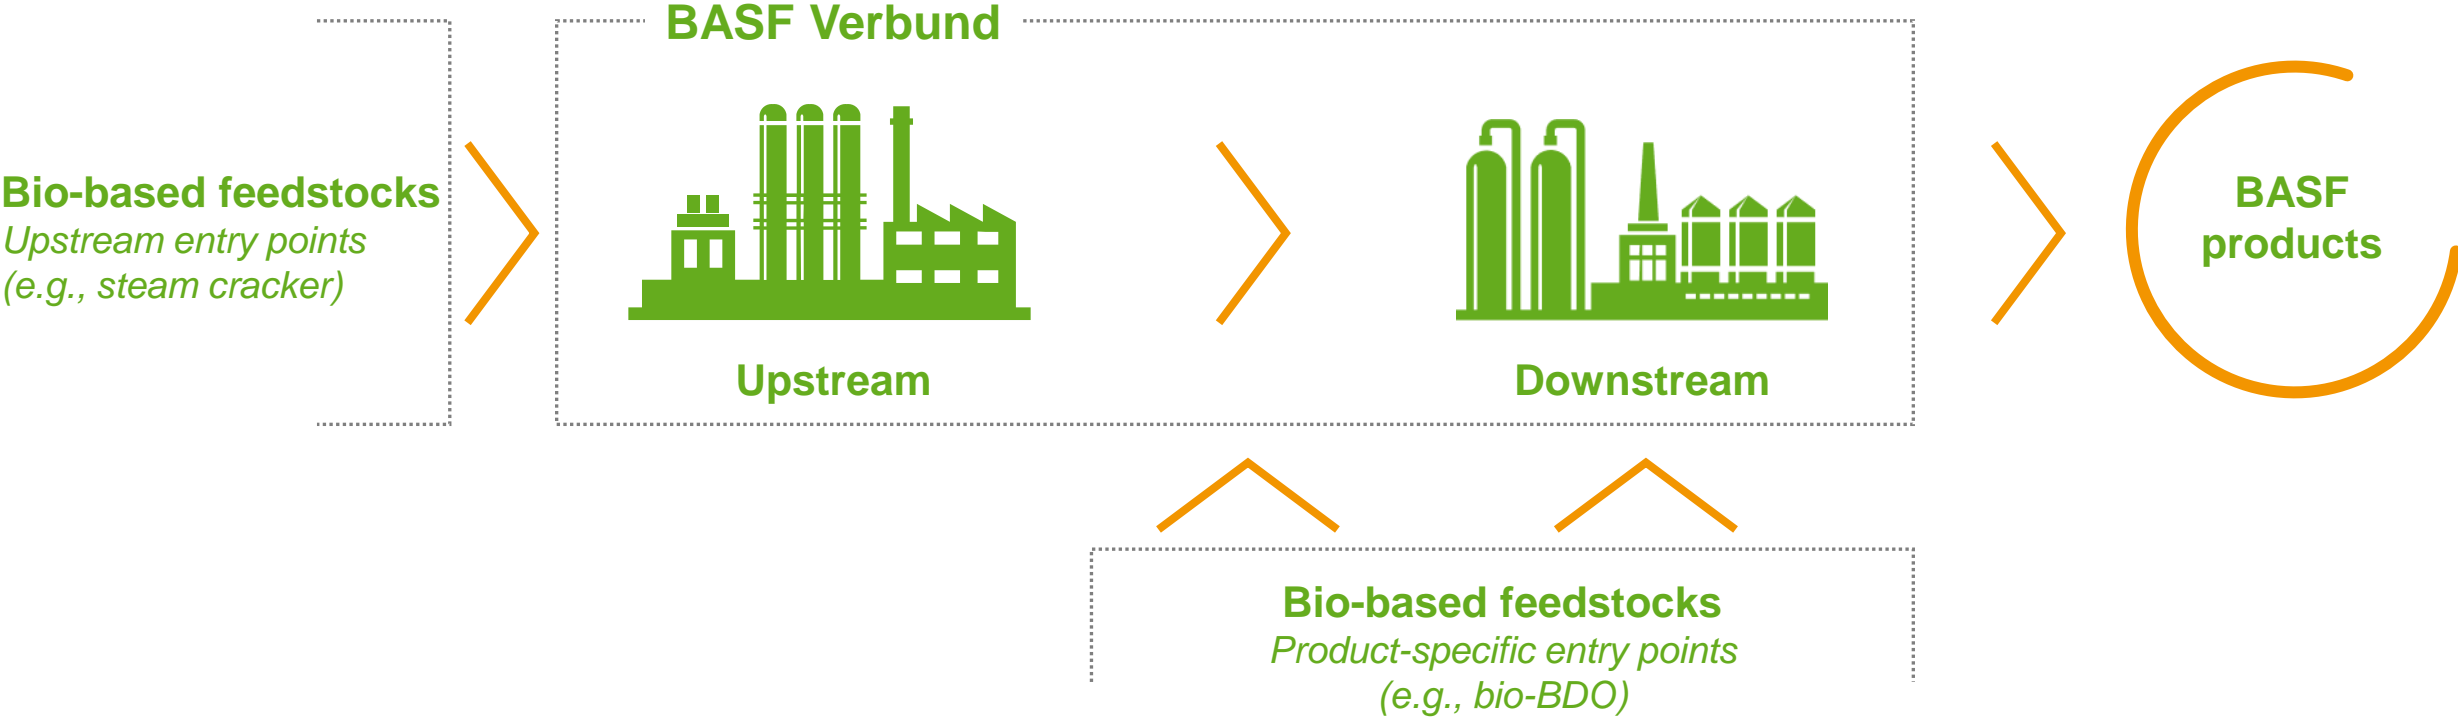 BASF Verbund
Bio-based feedstocks
Upstream entry points
(e.g., steam cracker)
Upstream
Downstream
BASF
products
Bio-based feedstocks
Product-specific entry points
(e.g., bio-BDO)